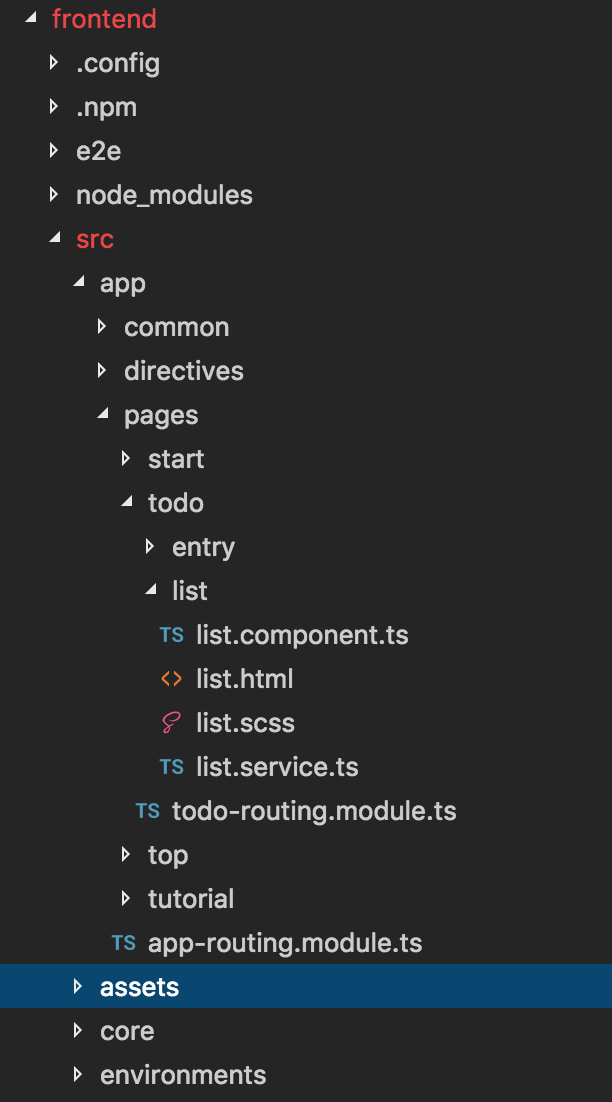 frontend
.config
.npm
e2e
node_modules
src
app
common
directives
pages
start
todo
entry
list
TS list.component.ts
<> list.html
list.scss
TS list.service.ts
TS todo-routing.module.ts
top
tutorial
TS app-routing.module.ts
assets
core
environments